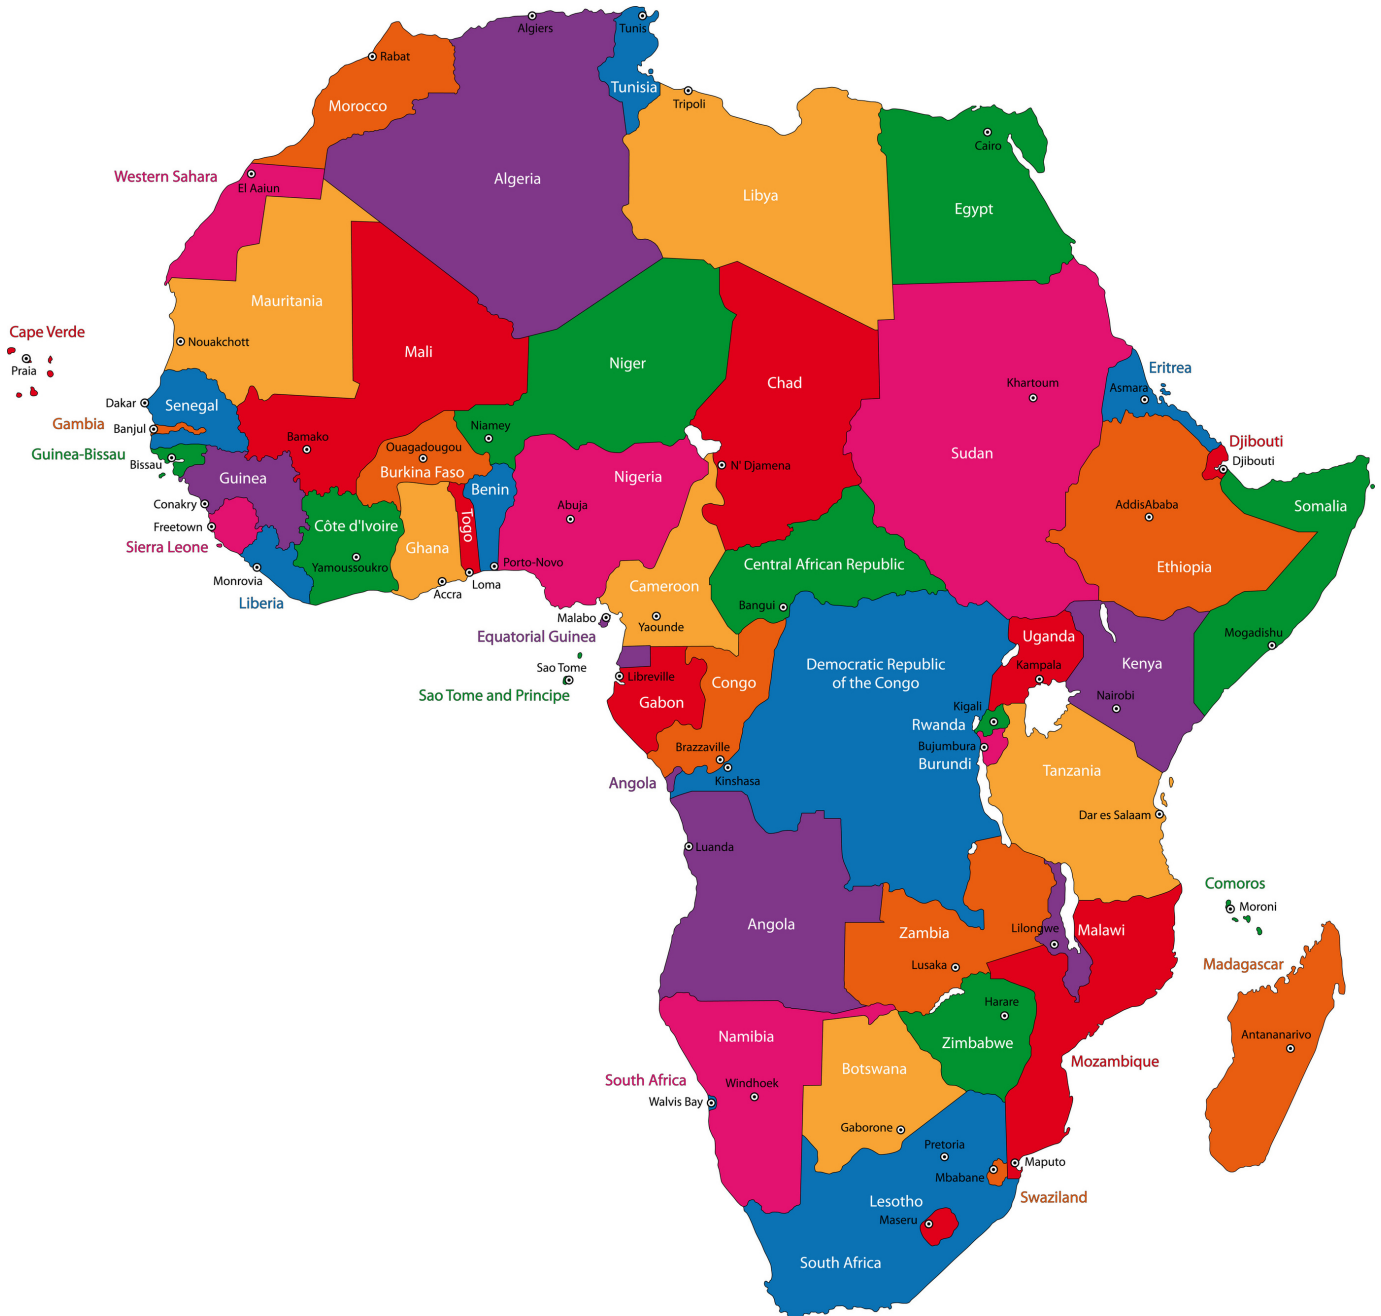 Algiers
Tunis
Rabat
Tunisia
Morocco
Tripoli
Cairo
Western Sahara
El Aaiun
Algeria
Libya
Egypt
Mauritania
Cape Verde
Praia
Nouakchott
Mali
Niger
Chad
Khartoum
Eritrea
Asmara
Dakar
Senegal
Gambia
Banjul
Niamey
Guinea-Bissau
Bissau
Bamako
Ouagadougou
Burkina Faso
N' Djamena
Sudan
Djibouti
Djibouti
Guinea
Benin
Nigeria
Conakry
Abuja
AddisAbaba
Somalia
Freetown
Côte d'Ivoire
Togo
Sierra Leone
Ghana
Yamoussoukro
Porto-Novo
Central African Republic
Ethiopia
Monrovia
Loma
Accra
Cameroon
Liberia
Bangui
Malabo
Yaounde
Equatorial Guinea
Uganda
Mogadishu
Sao Tome
Libreville
Democratic Republic
of the Congo
Kampala
Kenya
Sao Tome and Principe
Congo
Gabon
Nairobi
Kigali
Rwanda
Brazzaville
Bujumbura
Burundi
Tanzania
Angola
Kinshasa
Dar es Salaam
Luanda
Comoros
Moroni
Angola
Zambia
Lilongwe
Malawi
Lusaka
Madagascar
Harare
Namibia
Zimbabwe
Antananarivo
Mozambique
South Africa
Botswana
Windhoek
Walvis Bay
Gaborone
Pretoria
Maputo
Mbabane
Swaziland
Lesotho
Maseru
South Africa